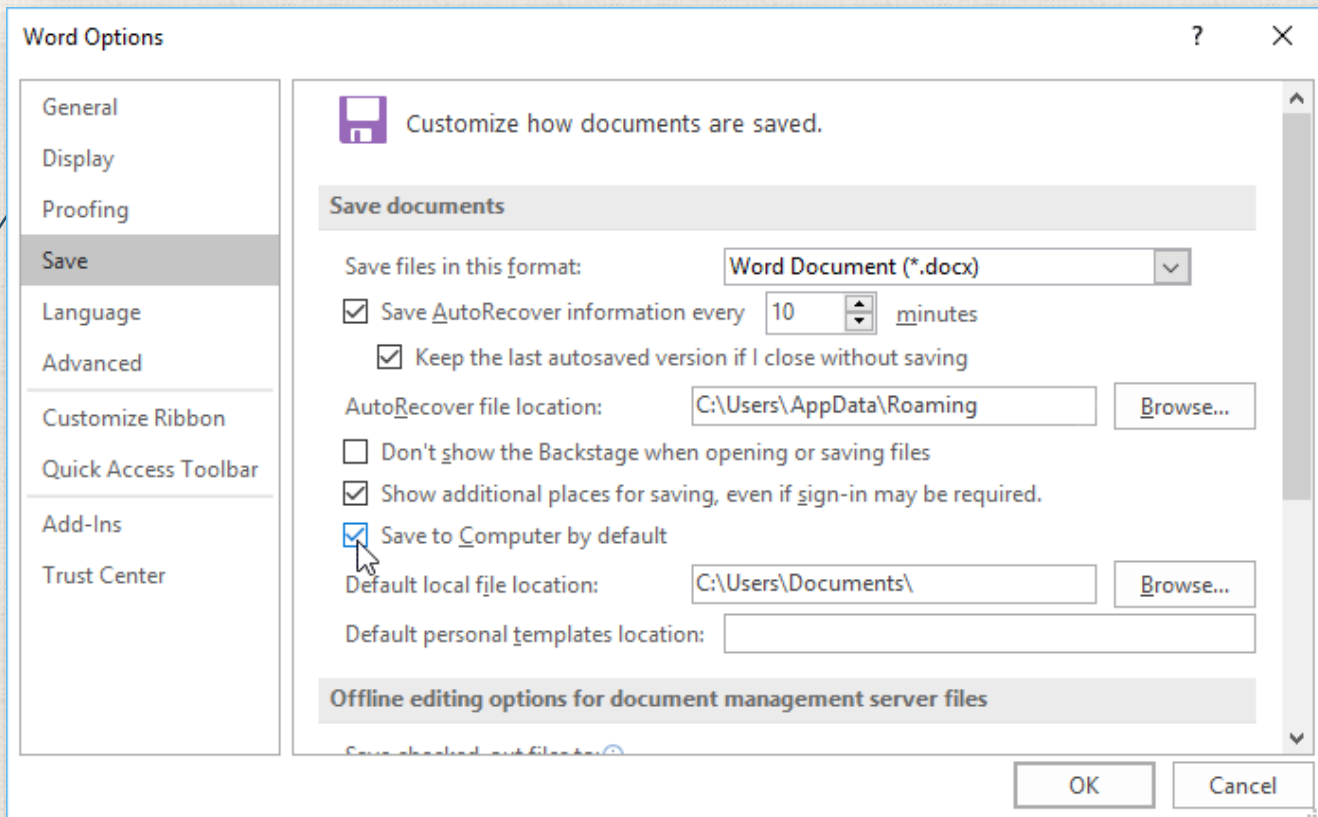 Word Options
?
General
Display
Proofing
Save
Language
Advanced
Customize Ribbon
Quick Access Toolbar
Add-Ins
Trust Center
Customize how documents are saved.
Save documents
Save files in this format: Word Document (*.docx)
Save AutoRecover information every 10 minutes
Keep the last autosaved version if I close without saving
AutoRecover file location: C:\Users\AppData\Roaming Browse...
Don't show the Backstage when opening or saving files
Show additional places for saving, even if sign-in may be required.
Save to Computer by default
Default local file location: C:\Users\Documents\ Browse...
Default personal templates location:
Offline editing options for document management server files
Save checked-out files to:
OK Cancel